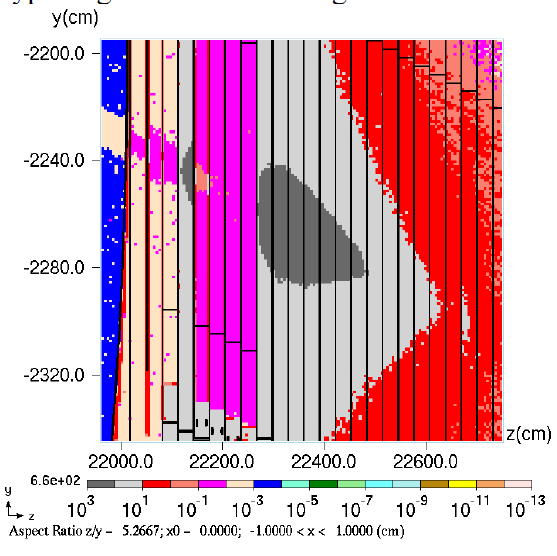 y(cm)
-2200.0
-2240.0
-2280.0
-2320.0
z(cm)
22000.0 22200.0 22400.0 22600.0
6.6e+02
10^3 10^1 10^-1 10^-3 10^-5 10^-7 10^-9 10^-11 10^-13
y
z
Aspect Ratio z/y = 5.2667; x0 = 0.0000; -1.0000 < x < 1.0000 (cm)